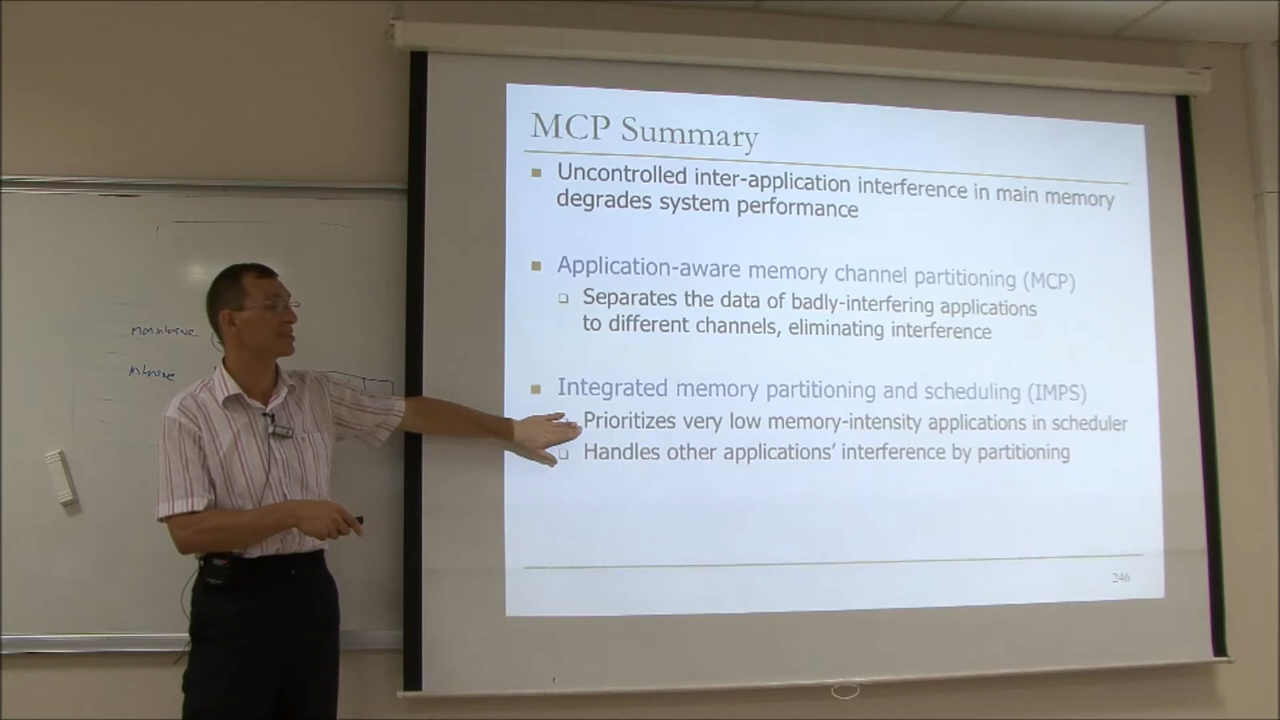 MCP Summary
Uncontrolled inter-application interference in main memory
degrades system performance
Application-aware memory channel partitioning (MCP)
Separates the data of badly-interfering applications
to different channels, eliminating interference
Integrated memory partitioning and scheduling (IMPS)
Prioritizes very low memory-intensity applications in scheduler
Handles other applications' interference by partitioning
246